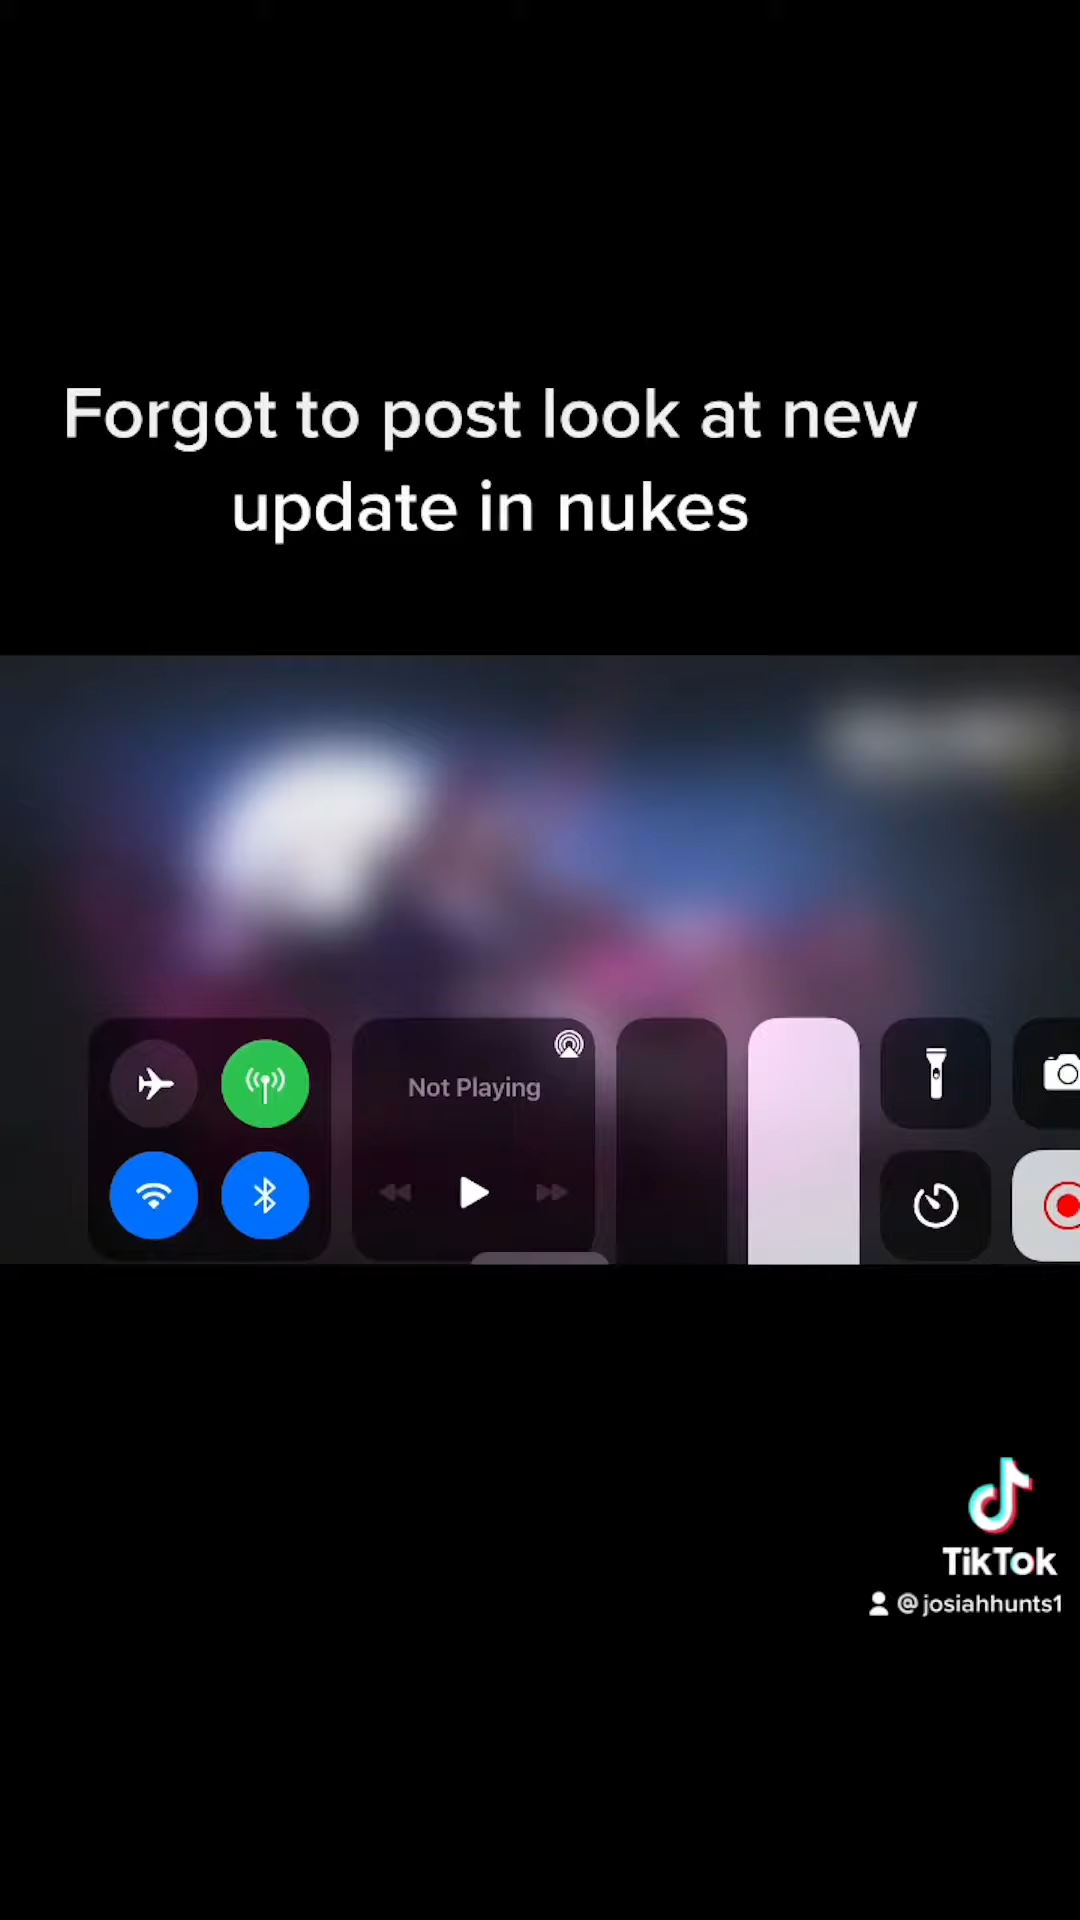 Forgot to post look at new
update in nukes
Not Playing
TikTok
@josiahhunts1